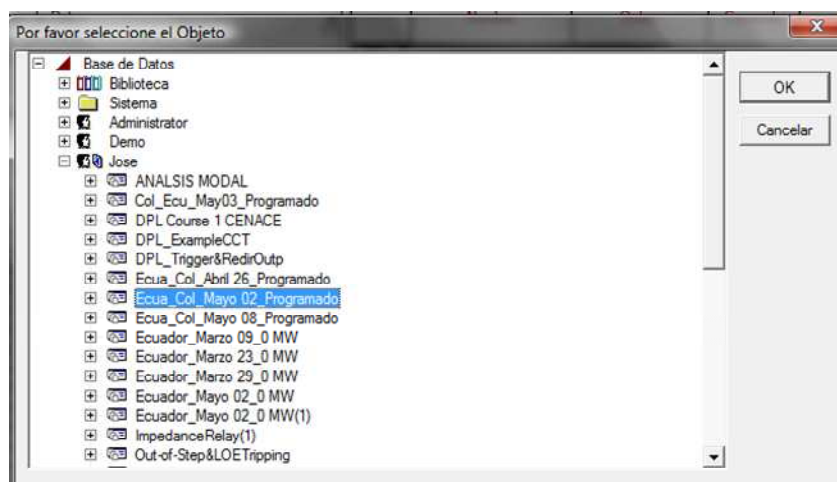 Por favor seleccione el Objeto
Base de Datos
Biblioteca
Sistema
Administrator
Demo
Jose
ANALSIS MODAL
Col_Ecu_May03_Programado
DPL Course 1 CENACE
DPL_ExampleCCT
DPL_Trigger&RedirOutp
Ecua_Col_Abril 26_Programado
Ecua_Col_Mayo 02_Programado
Ecua_Col_Mayo 08_Programado
Ecuador_Marzo 09_0 MW
Ecuador_Marzo 23_0 MW
Ecuador_Marzo 29_0 MW
Ecuador_Mayo 02_0 MW
Ecuador_Mayo 02_0 MW(1)
ImpedanceRelay(1)
Out-of-Step&LOETripping
OK
Cancelar